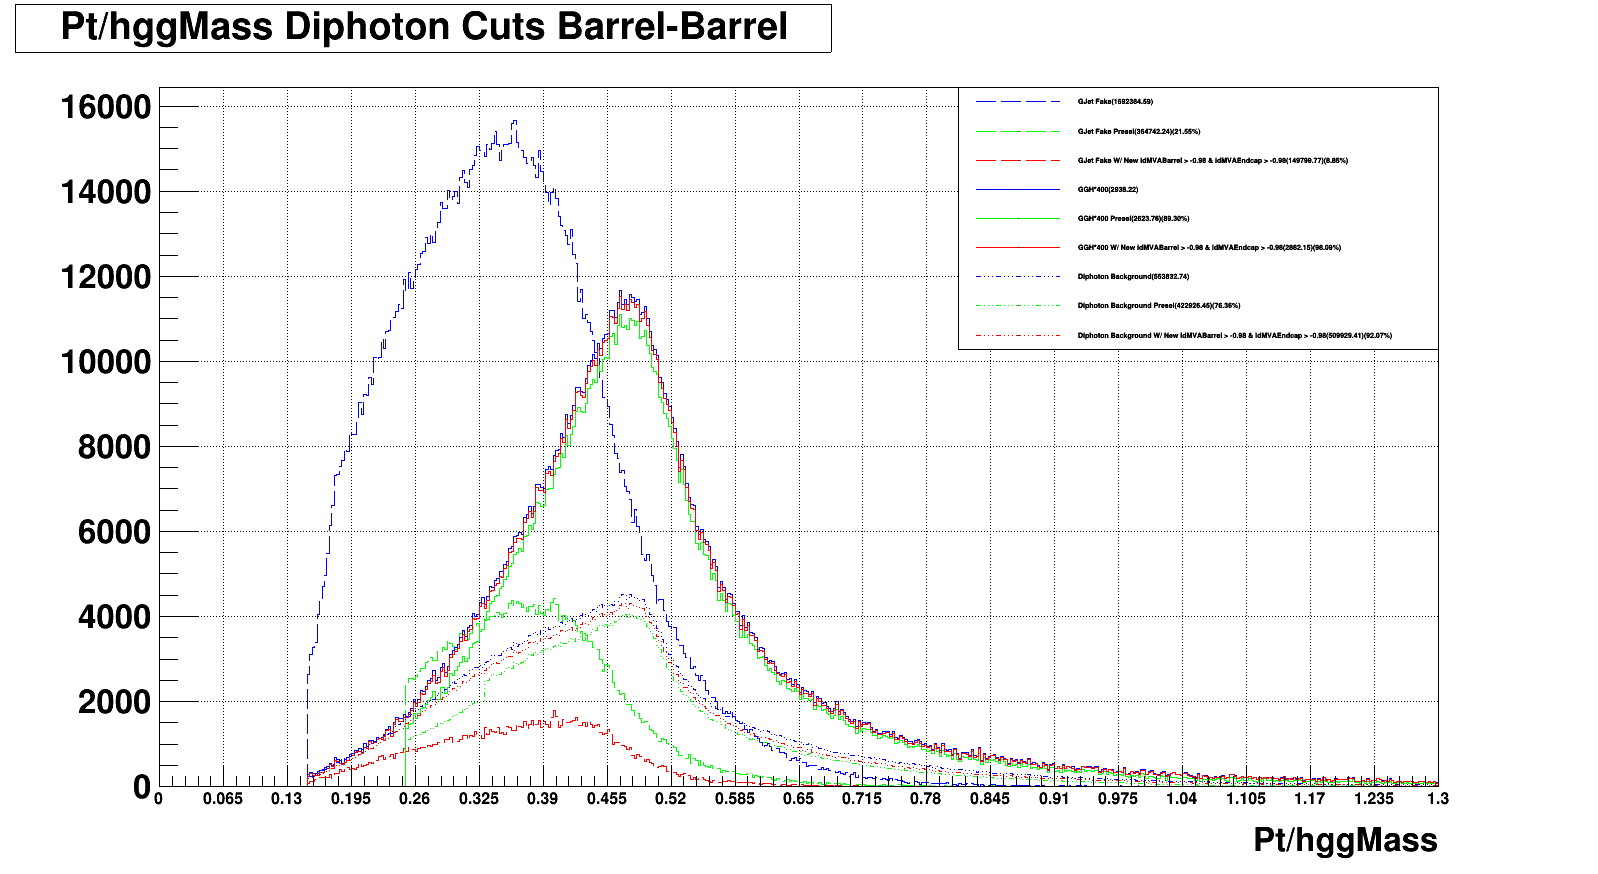 Pt/hggMass Diphoton Cuts Barrel-Barrel
16000
14000
12000
10000
8000
6000
4000
2000
0
GJet Fake(1692384.59)
GJet Fake Presel(364742.24)(21.55%)
GJet Fake W/ New idMVABarrel > -0.98 & idMVAEndcap > -0.98(149799.77)(8.85%)
GGH*400(2938.22)
GGH*400 Presel(2623.76)(89.30%)
GGH*400 W/ New idMVABarrel > -0.98 & idMVAEndcap > -0.98(2882.15)(98.09%)
Diphoton Background(553832.74)
Diphoton Background Presel(422926.45)(76.36%)
Diphoton Background W/ New idMVABarrel > -0.98 & idMVAEndcap > -0.98(509929.41)(92.07%)
0 0.065 0.13 0.195 0.26 0.325 0.39 0.455 0.52 0.585 0.65 0.715 0.78 0.845 0.91 0.975 1.04 1.105 1.17 1.235 1.3
Pt/hggMass